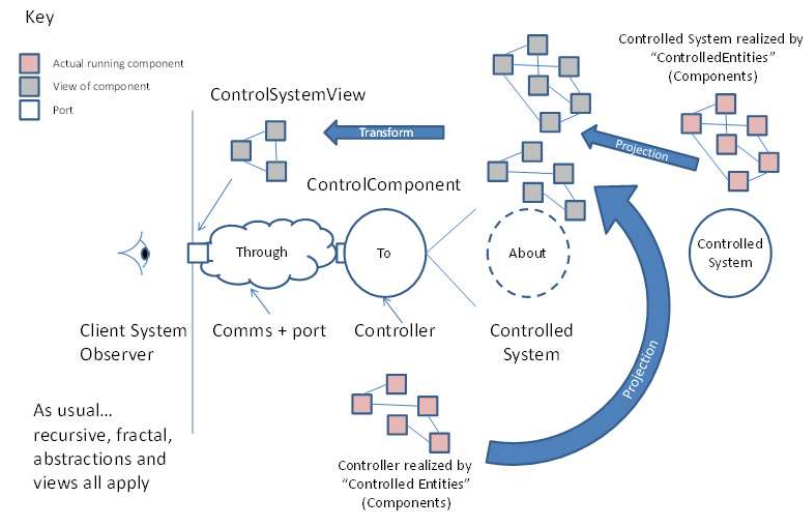 Key
Actual running component
View of component
Port
ControlSystemView
Transform
Controlled System realized by
"ControlledEntities"
(Components)
Projection
ControlComponent
Through
To
About
Controlled
System
Client System
Observer
Comms + port
Controller
Controlled
System
Projection
As usual...
recursive, fractal,
abstractions and
views all apply
Controller realized by
"Controlled Entities"
(Components)